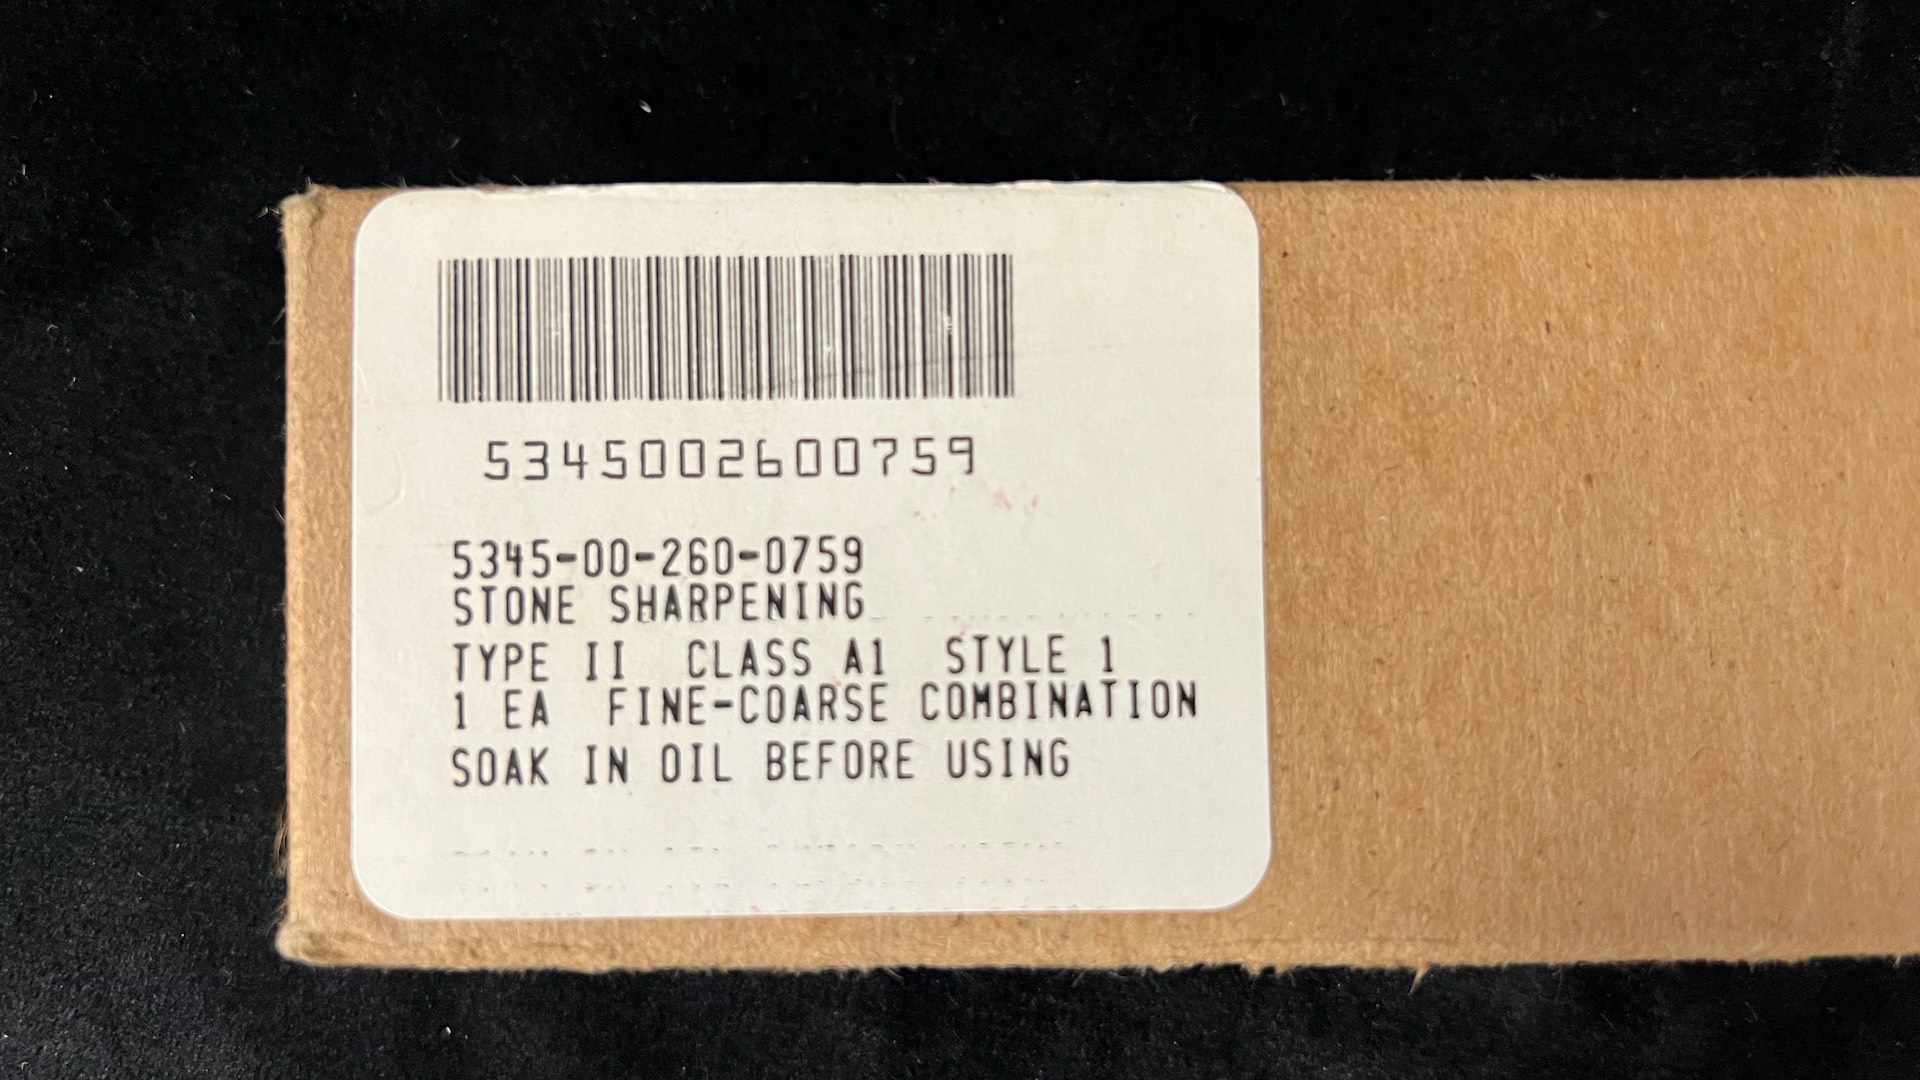 5345002600759
5345-00-260-0759
STONE SHARPENING
TYPE II CLASS A1 STYLE 1
1 EA FINE-COARSE COMBINATION
SOAK IN OIL BEFORE USING